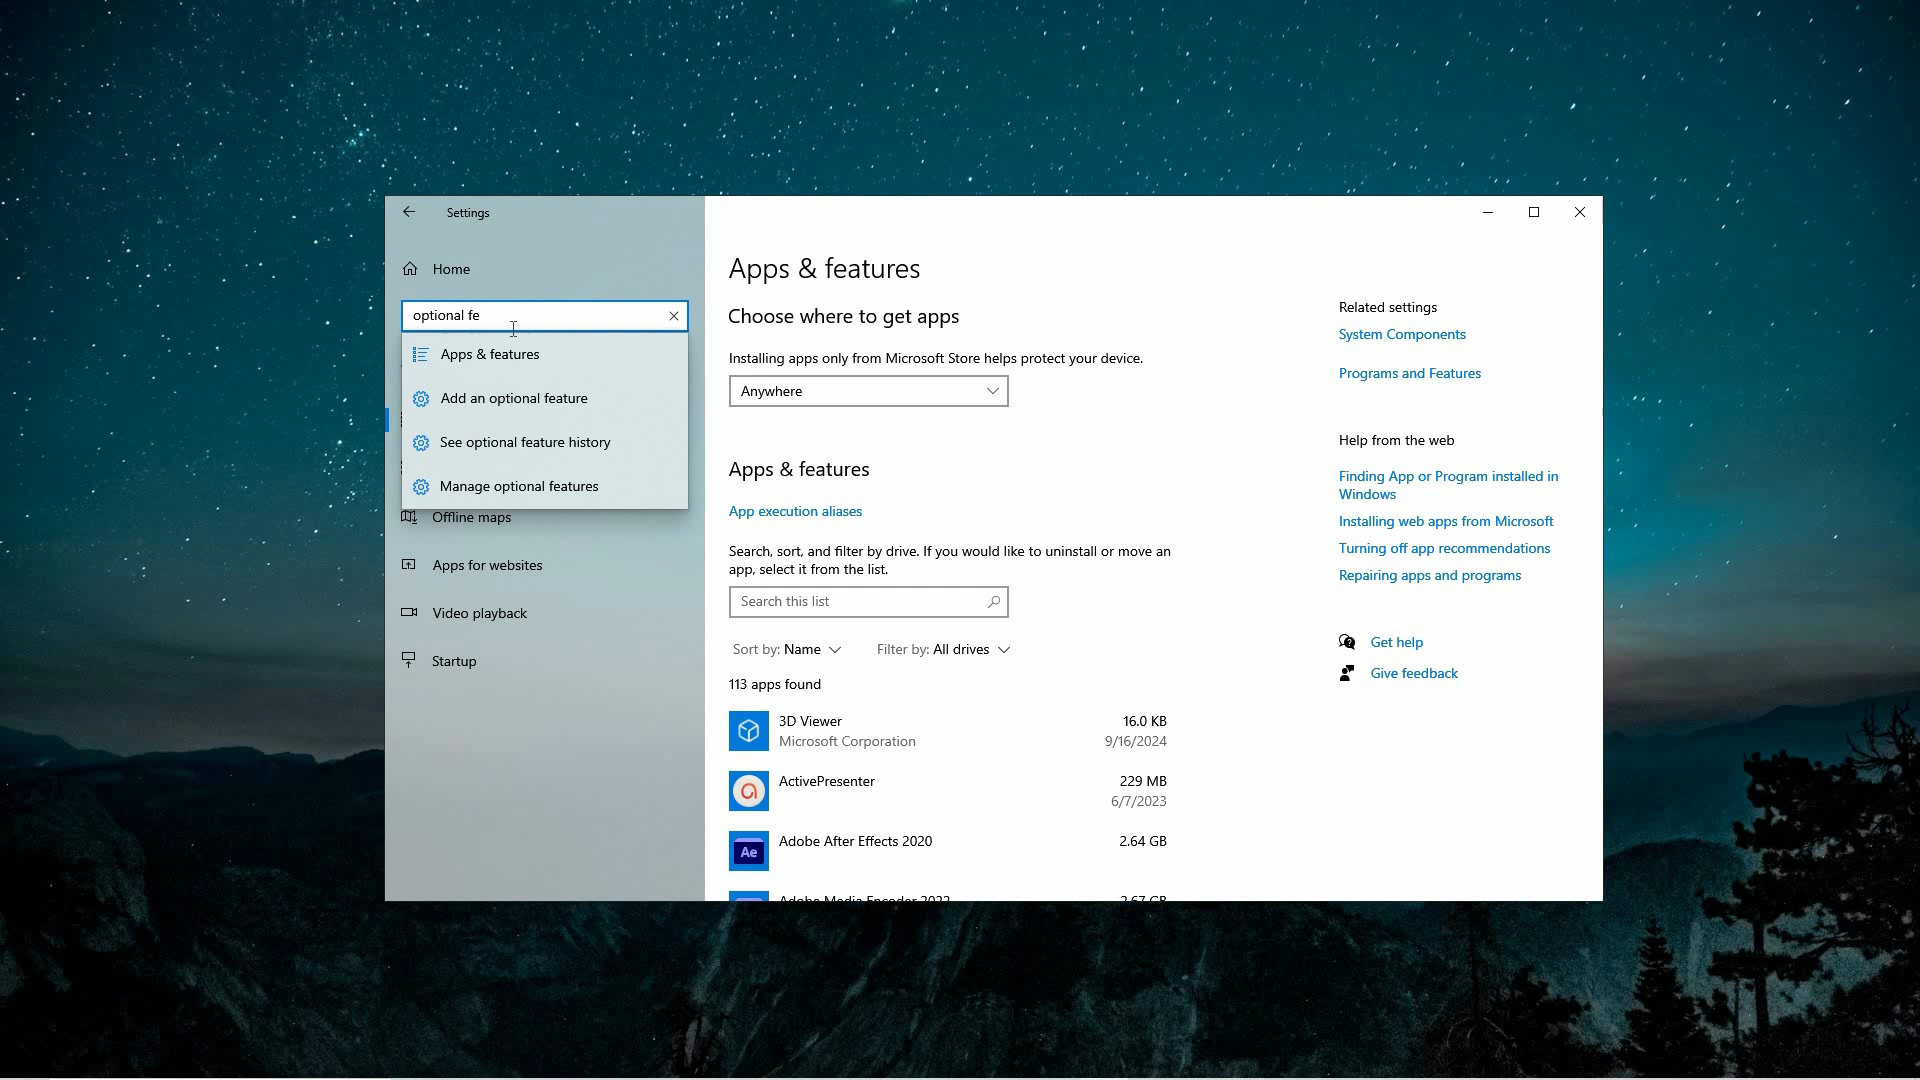 Settings
Home
optional fe
Apps & features
Add an optional feature
See optional feature history
Manage optional features
Offline maps
Apps for websites
Video playback
Startup
Apps & features
Choose where to get apps
Installing apps only from Microsoft Store helps protect your device.
Anywhere
Apps & features
App execution aliases
Search, sort, and filter by drive. If you would like to uninstall or move an
app, select it from the list.
Search this list
Sort by: Name
Filter by: All drives
113 apps found
3D Viewer
16.0 KB
Microsoft Corporation
9/16/2024
ActivePresenter
229 MB
6/7/2023
Ae
Adobe After Effects 2020
2.64 GB
Adobe Media Encoder 2022
2.67 GB
Related settings
System Components
Programs and Features
Help from the web
Finding App or Program installed in
Windows
Installing web apps from Microsoft
Turning off app recommendations
Repairing apps and programs
Get help
Give feedback